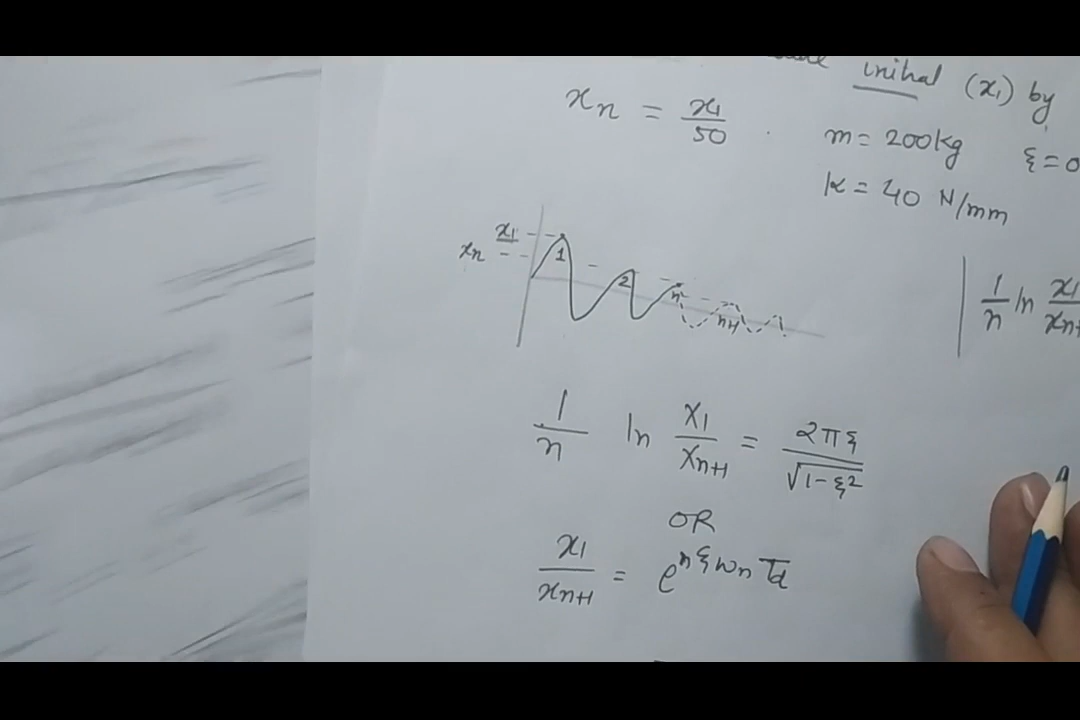 initial (x₁) by
xₙ = x₁/50
m = 200kg ξ = 0
k = 40 N/mm
x₁
xₙ
1 2 n n+1
1/n ln x₁/xₙ₊
1/n ln x₁/xₙ₊₁ = 2πξ/√1-ξ²
OR
x₁/xₙ₊₁ = e^nξωₙTd